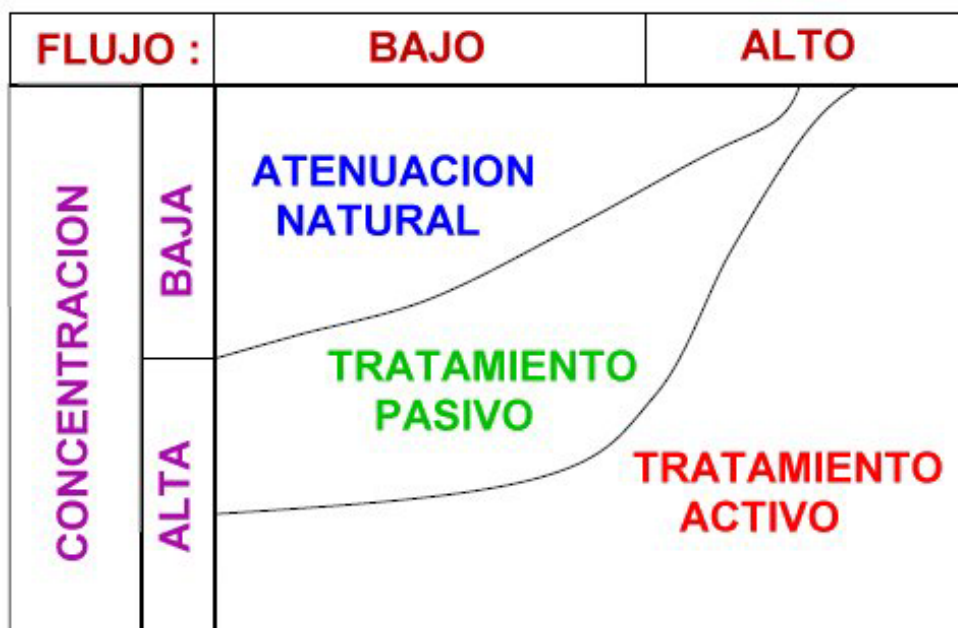 FLUJO :
BAJO
ALTO
CONCENTRACION
BAJA
ALTA
ATENUACION
NATURAL
TRATAMIENTO
PASIVO
TRATAMIENTO
ACTIVO